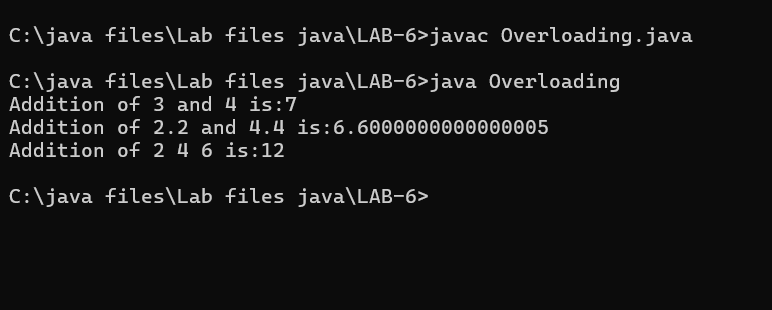 C:\java files\Lab files java\LAB-6>javac Overloading.java
C:\java files\Lab files java\LAB-6>java Overloading
Addition of 3 and 4 is:7
Addition of 2.2 and 4.4 is:6.6000000000000005
Addition of 2 4 6 is:12
C:\java files\Lab files java\LAB-6>